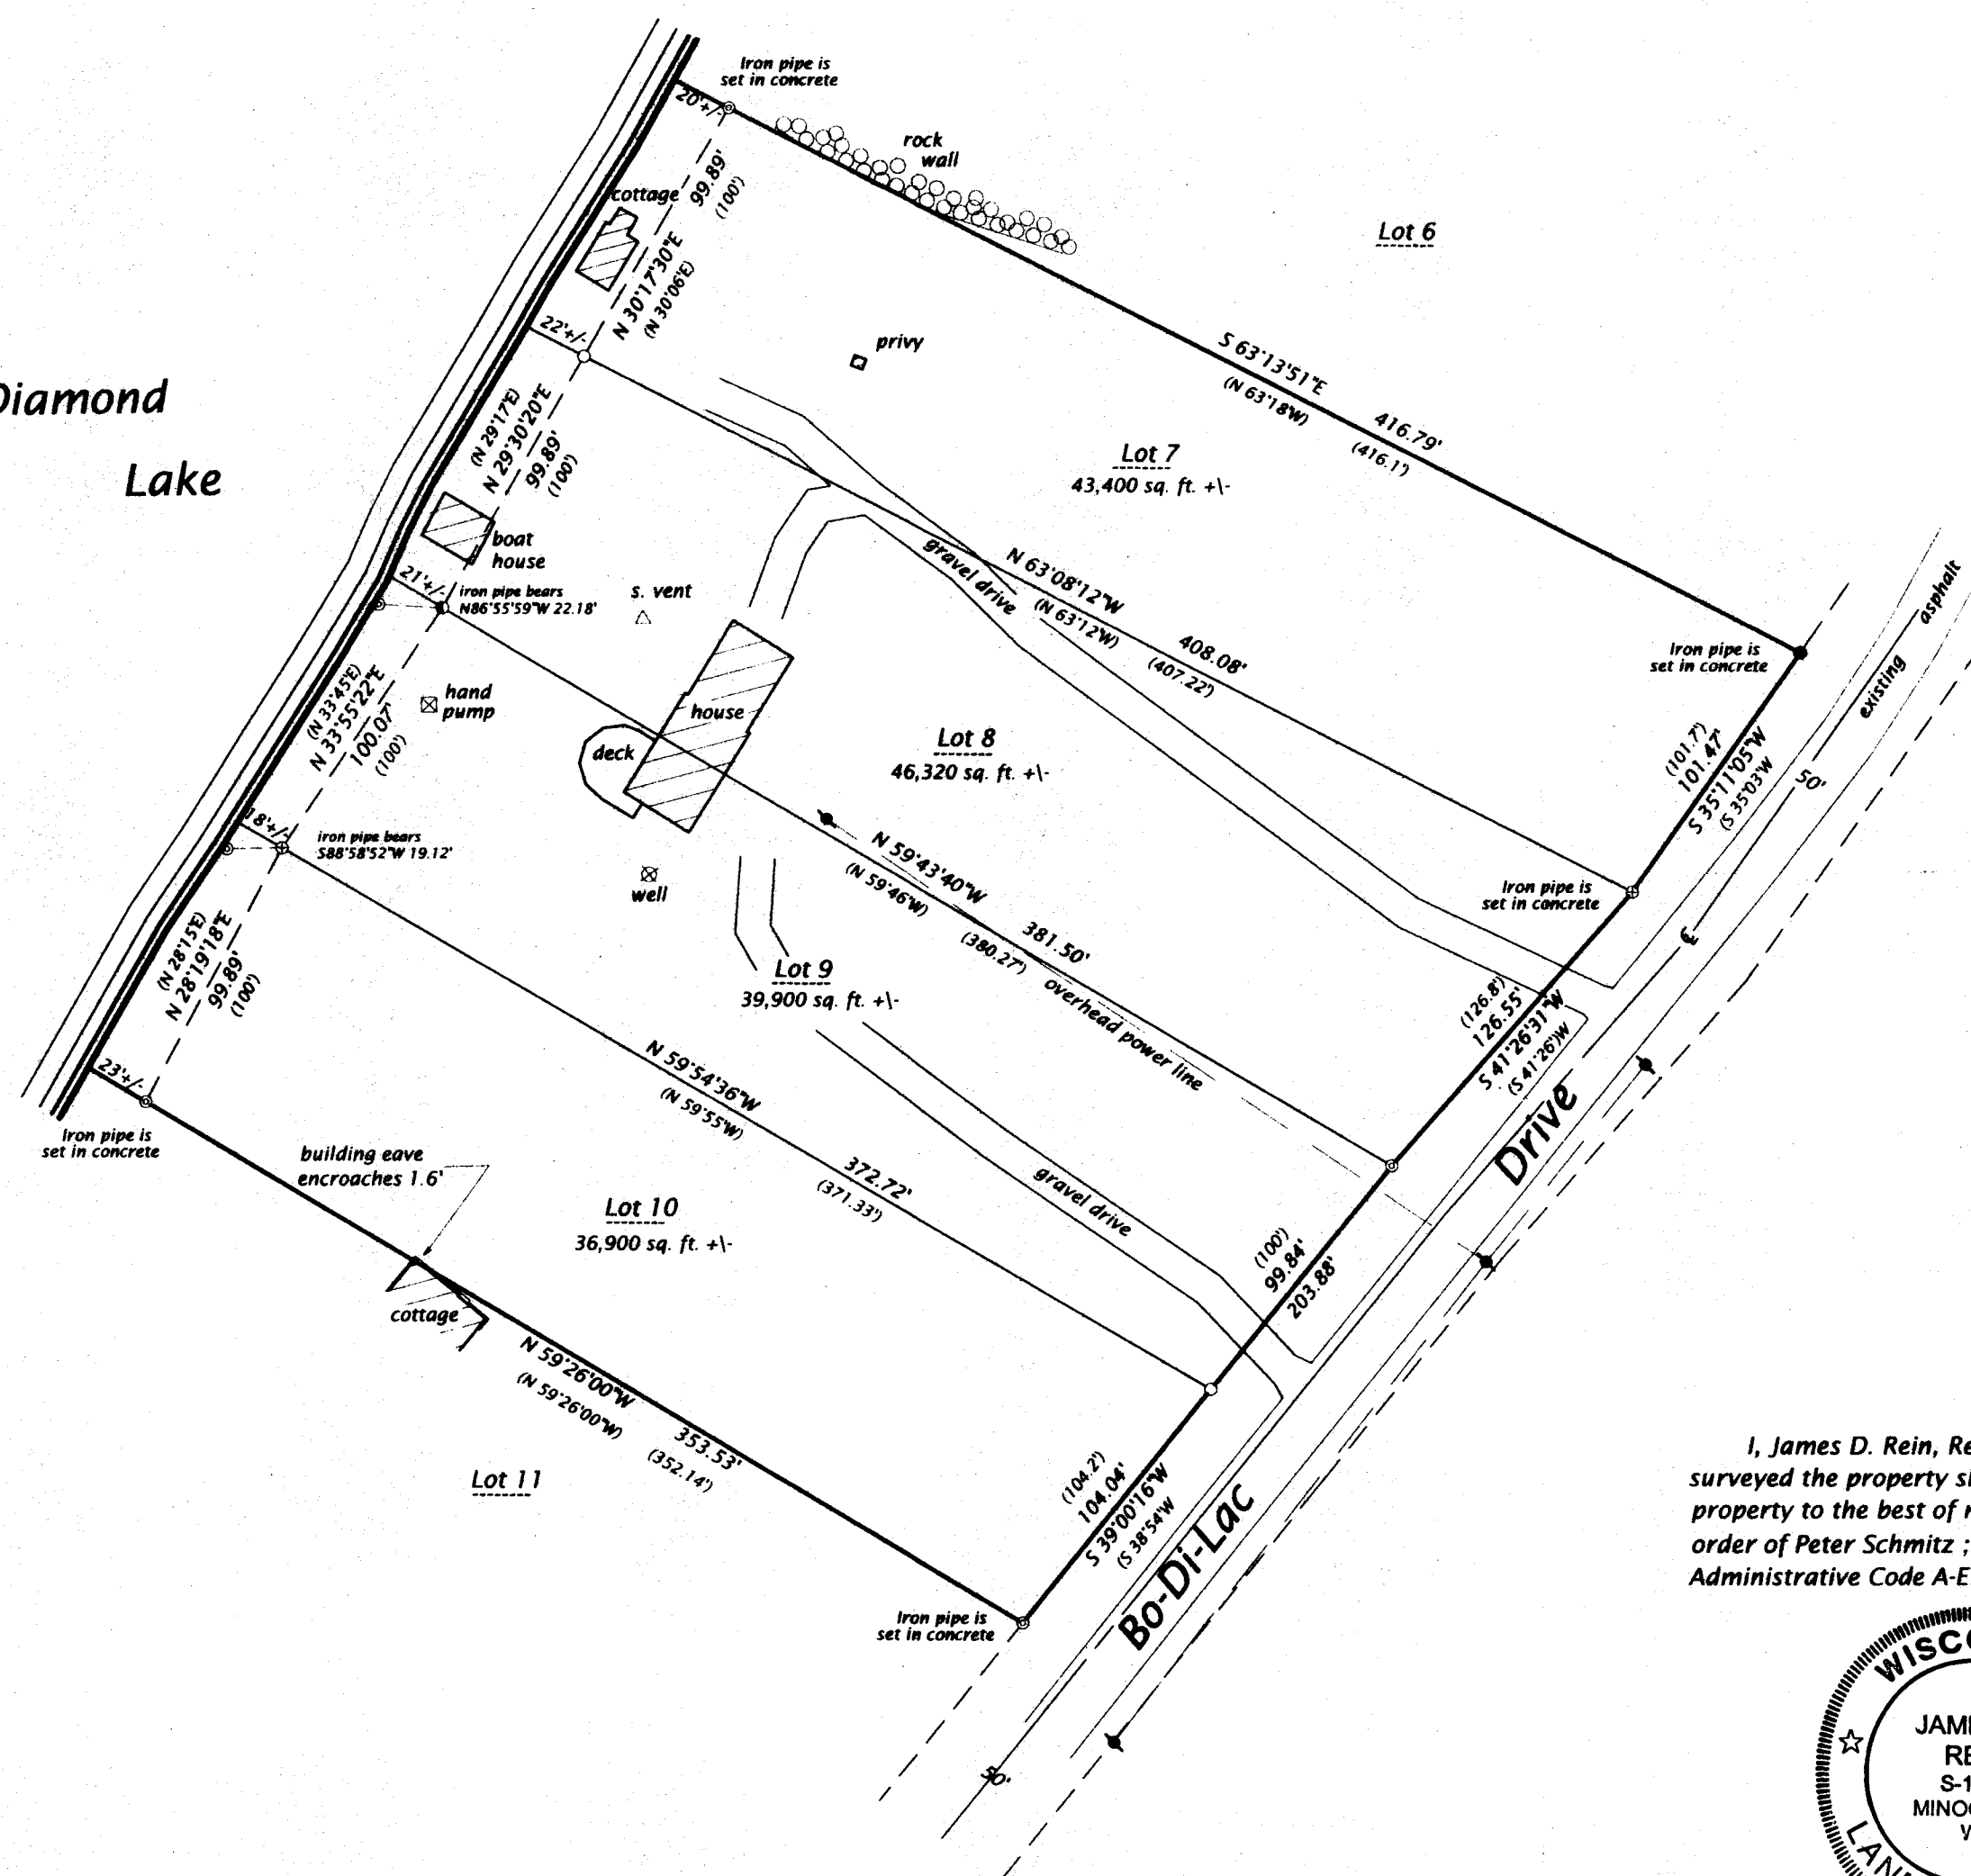 Iron pipe is
set in concrete
20'+/-
rock
wall
99.89'
(100')
cottage
N 30°17'30"E
(N 30°06'E)
Lot 6
22'+/-
privy
S 63°13'51"E
(N 63°18'W)
416.79'
(416.1')
Diamond
Lake
(N 29°17'E)
N 29°30'20"E
99.89'
(100')
Lot 7
43,400 sq. ft. +\-
boat
house
gravel drive
N 63°08'12"W
(N 63°12'W)
408.08'
(407.22')
21'+/-
iron pipe bears
N86°55'59"W 22.18'
s. vent
asphalt
existing
Iron pipe is
set in concrete
(N 33°45'E)
N 33°55'22"E
100.07'
(100')
hand
pump
house
deck
Lot 8
46,320 sq. ft. +\-
(101.7')
101.47'
S 35°11'05"W
(S 35°03'W
50'
18'+/-
iron pipe bears
S88°58'52"W 19.12'
well
N 59°43'40"W
(N 59°46'W)
381.50'
(380.27')
overhead power line
Iron pipe is
set in concrete
(N 28°15'E)
N 28°19'18"E
99.89'
(100')
Lot 9
39,900 sq. ft. +\-
(126.8')
126.55'
S 41°26'31"W
(S 41°26')W
23'+/-
Iron pipe is
set in concrete
N 59°54'36"W
(N 59°55'W)
372.72'
(371.33')
gravel drive
building eave
encroaches 1.6'
Lot 10
36,900 sq. ft. +\-
(100')
99.84'
203.88'
cottage
N 59°26'00"W
(N 59°26'00"W)
353.53'
(352.14')
Lot 11
(104.2')
104.04'
S 39°00'16"W
(S 38°54'W
Bo-Di-Lac Drive
Iron pipe is
set in concrete
50'
I, James D. Rein, Re
surveyed the property s
property to the best of
order of Peter Schmitz ;
Administrative Code A-E
WISCO
JAM
RE
S-1
MINO
LAN